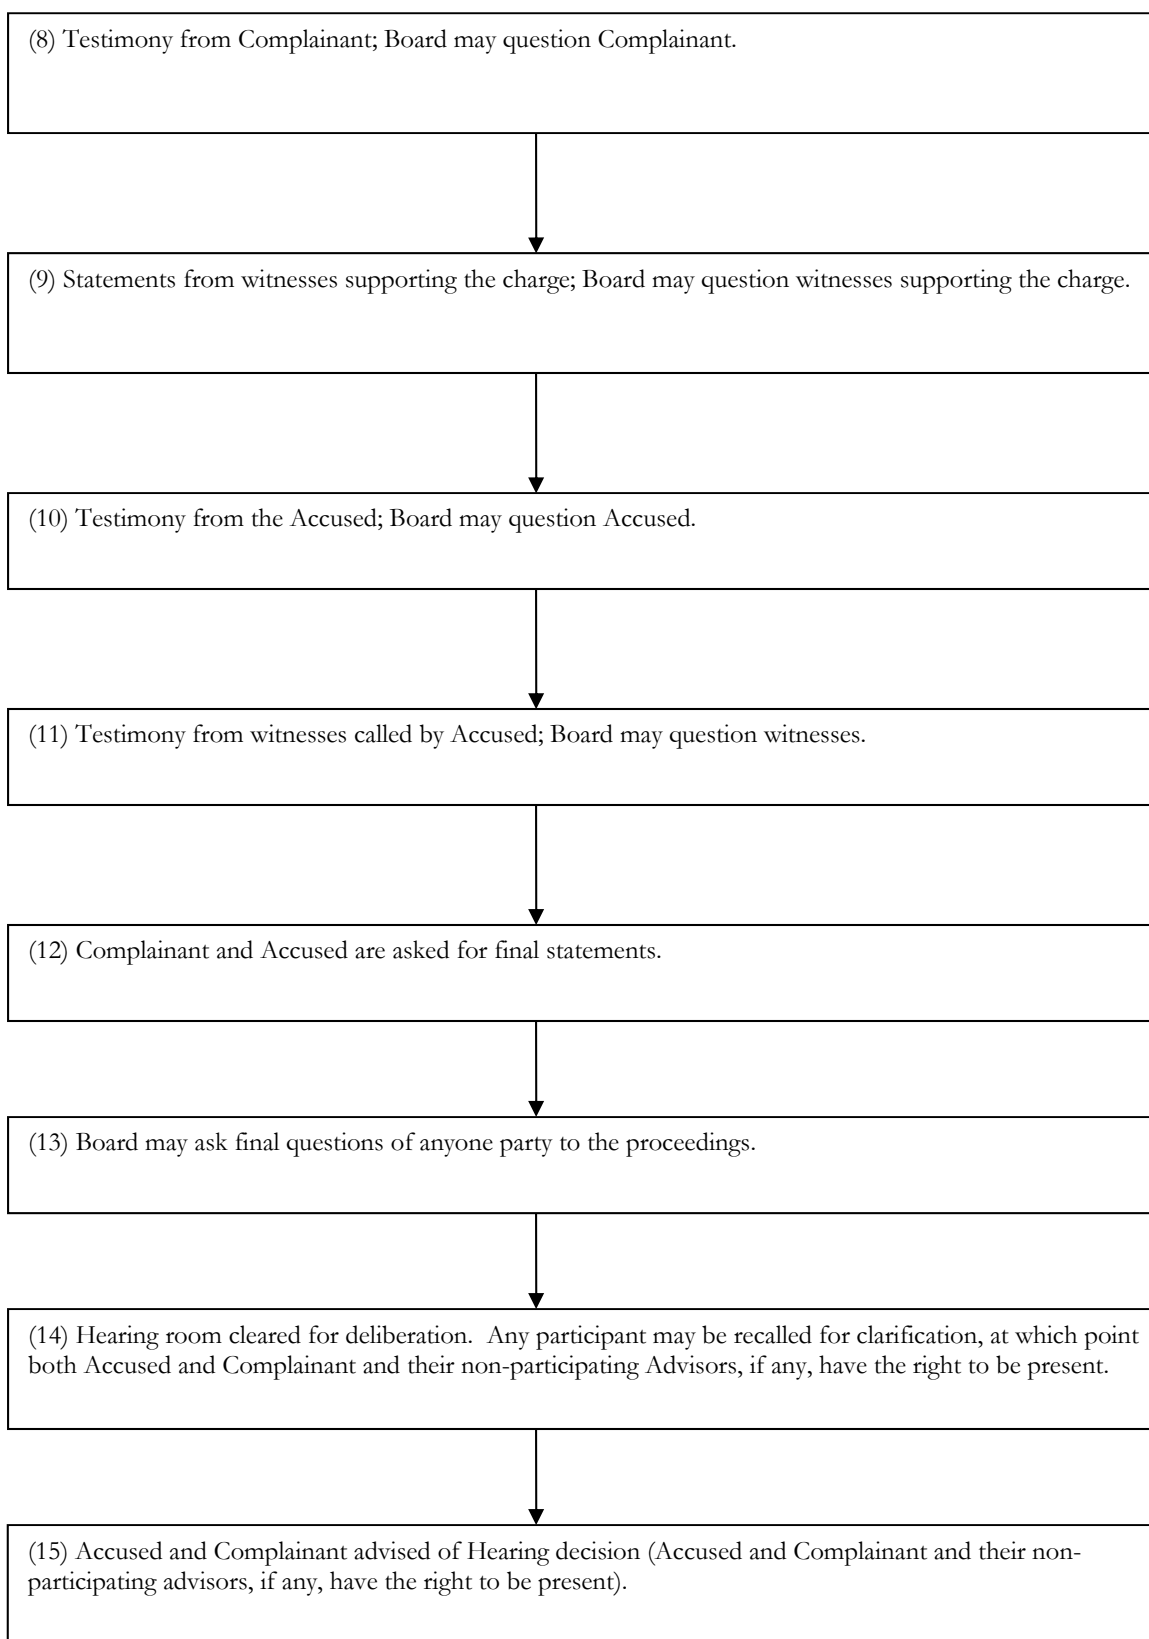 (8) Testimony from Complainant; Board may question Complainant.
(9) Statements from witnesses supporting the charge; Board may question witnesses supporting the charge.
(10) Testimony from the Accused; Board may question Accused.
(11) Testimony from witnesses called by Accused; Board may question witnesses.
(12) Complainant and Accused are asked for final statements.
(13) Board may ask final questions of anyone party to the proceedings.
(14) Hearing room cleared for deliberation.  Any participant may be recalled for clarification, at which point
both Accused and Complainant and their non-participating Advisors, if any, have the right to be present.
(15) Accused and Complainant advised of Hearing decision (Accused and Complainant and their non-
participating advisors, if any, have the right to be present).